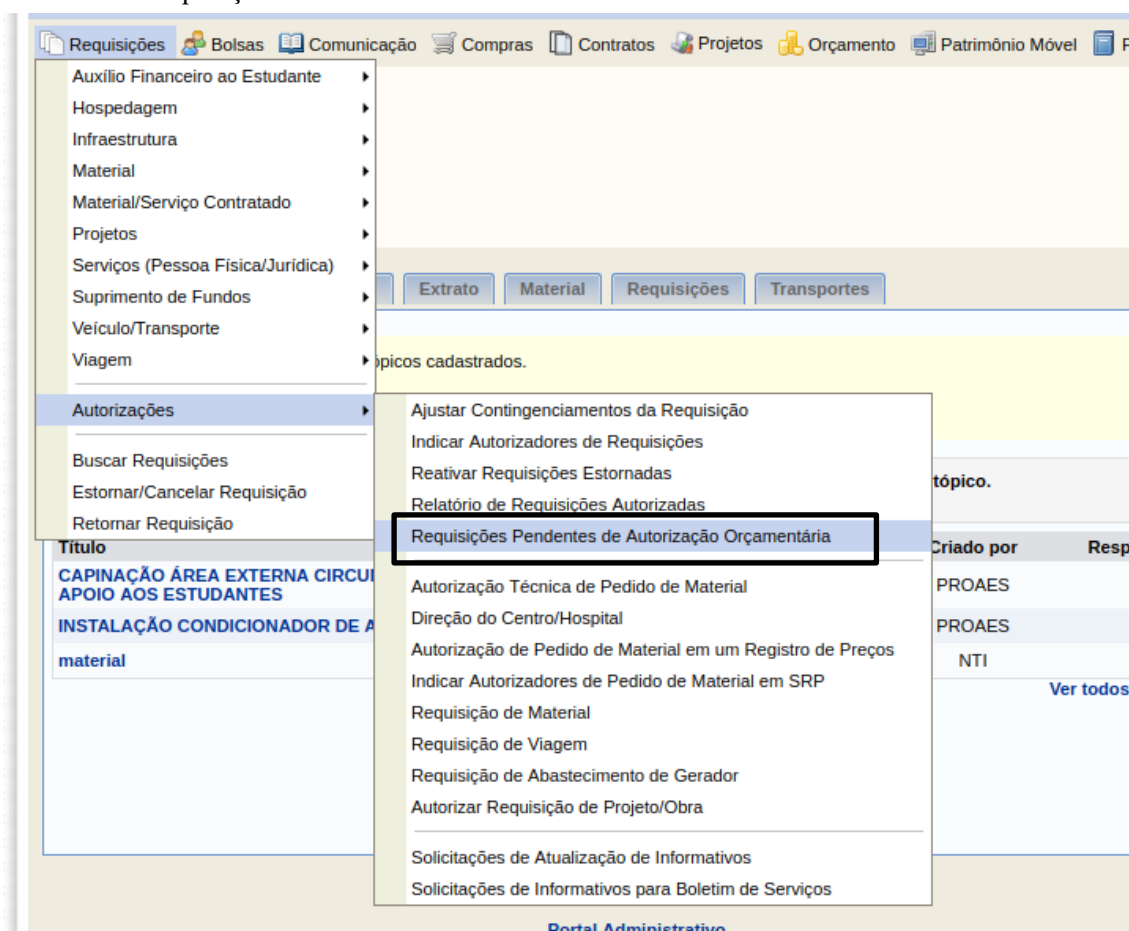 Requisições Bolsas Comunicação Compras Contratos Projetos Orçamento Patrimônio Móvel
Auxílio Financeiro ao Estudante
Hospedagem
Infraestrutura
Material
Material/Serviço Contratado
Projetos
Serviços (Pessoa Física/Jurídica)
Suprimento de Fundos
Veículo/Transporte
Viagem
Autorizações
Buscar Requisições
Estornar/Cancelar Requisição
Retornar Requisição
Extrato Material Requisições Transportes
ópicos cadastrados.
Ajustar Contingenciamentos da Requisição
Indicar Autorizadores de Requisições
Reativar Requisições Estornadas
Relatório de Requisições Autorizadas
Requisições Pendentes de Autorização Orçamentária
Autorização Técnica de Pedido de Material
Direção do Centro/Hospital
Autorização de Pedido de Material em um Registro de Preços
Indicar Autorizadores de Pedido de Material em SRP
Requisição de Material
Requisição de Viagem
Requisição de Abastecimento de Gerador
Autorizar Requisição de Projeto/Obra
Solicitações de Atualização de Informativos
Solicitações de Informativos para Boletim de Serviços
tópico.
Título Criado por Resp
CAPINAÇÃO ÁREA EXTERNA CIRCU
APOIO AOS ESTUDANTES PROAES
INSTALAÇÃO CONDICIONADOR DE A PROAES
material NTI
Ver todos
Portal Administrativo